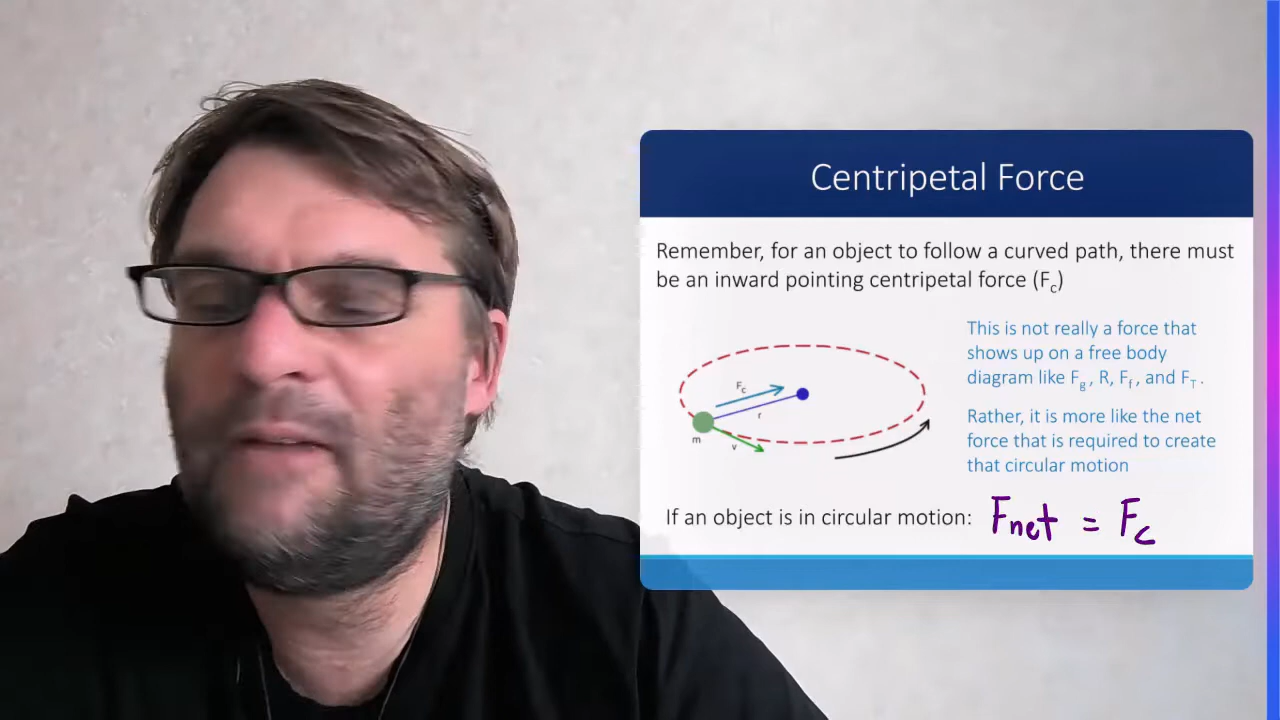 Centripetal Force
Remember, for an object to follow a curved path, there must
be an inward pointing centripetal force (Fc)
This is not really a force that
shows up on a free body
diagram like Fg , R, Ff , and FT .
Rather, it is more like the net
force that is required to create
that circular motion
Fc
r
m
v
If an object is in circular motion: Fnet = Fc